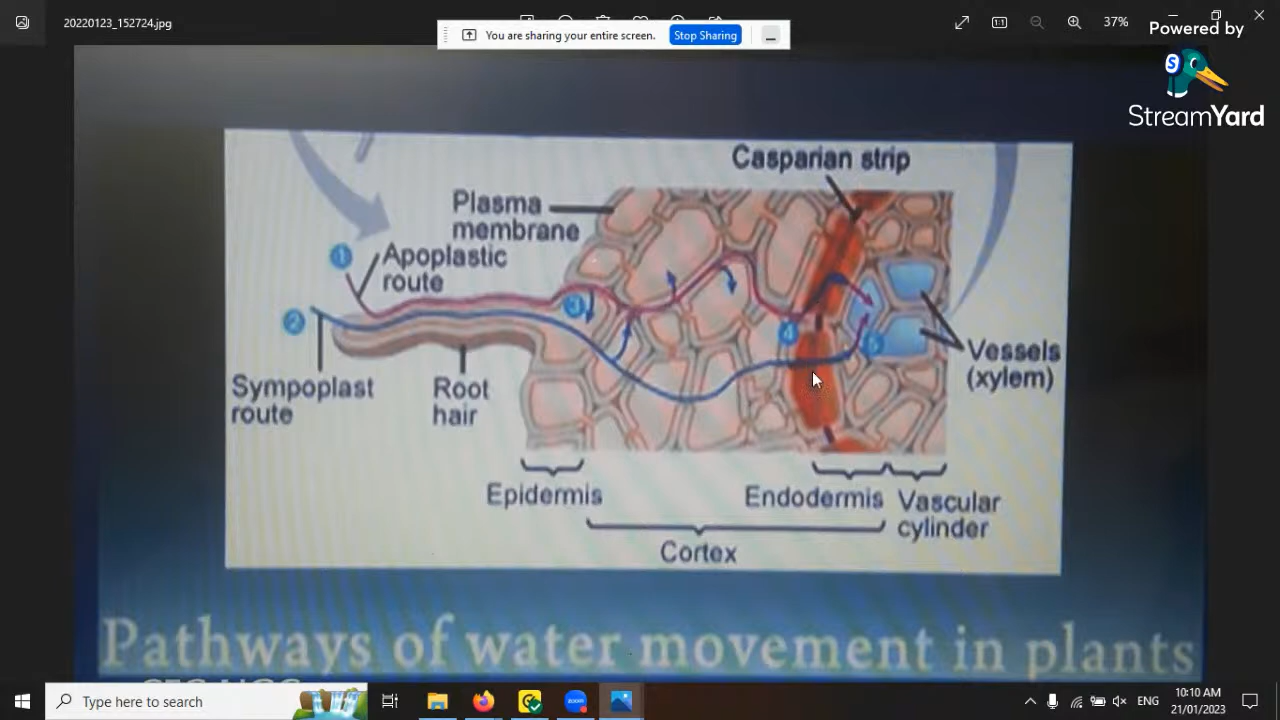 20220123_152724.jpg
You are sharing your entire screen.
Stop Sharing
37%
Powered by
StreamYard
Casparian strip
Plasma
membrane
1
Apoplastic
route
2
3
4
5
Sympoplast
route
Root
hair
Vessels
(xylem)
Epidermis
Endodermis
Vascular
cylinder
Cortex
Pathways of water movement in plants
Type here to search
zoom
ENG
10:10 AM
21/01/2023